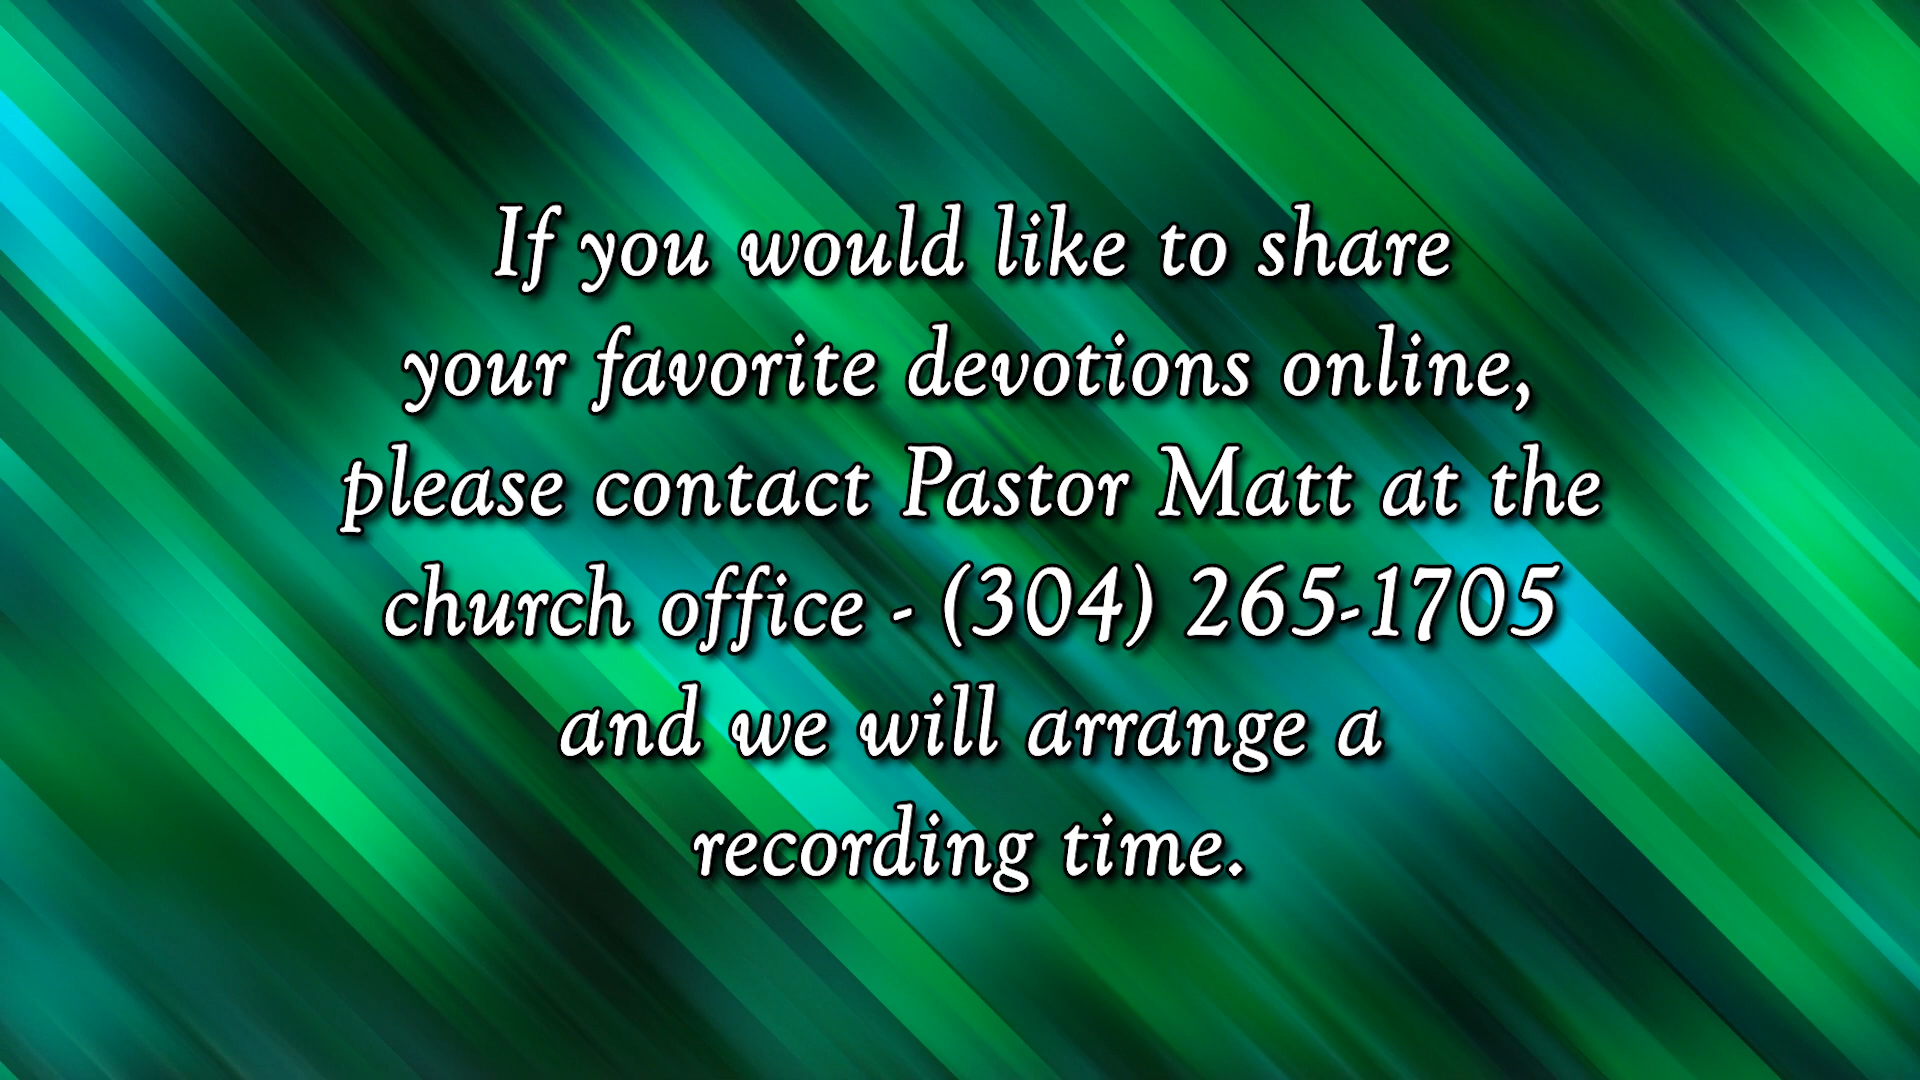 If you would like to share
your favorite devotions online,
please contact Pastor Matt at the
church office - (304) 265-1705
and we will arrange a
recording time.